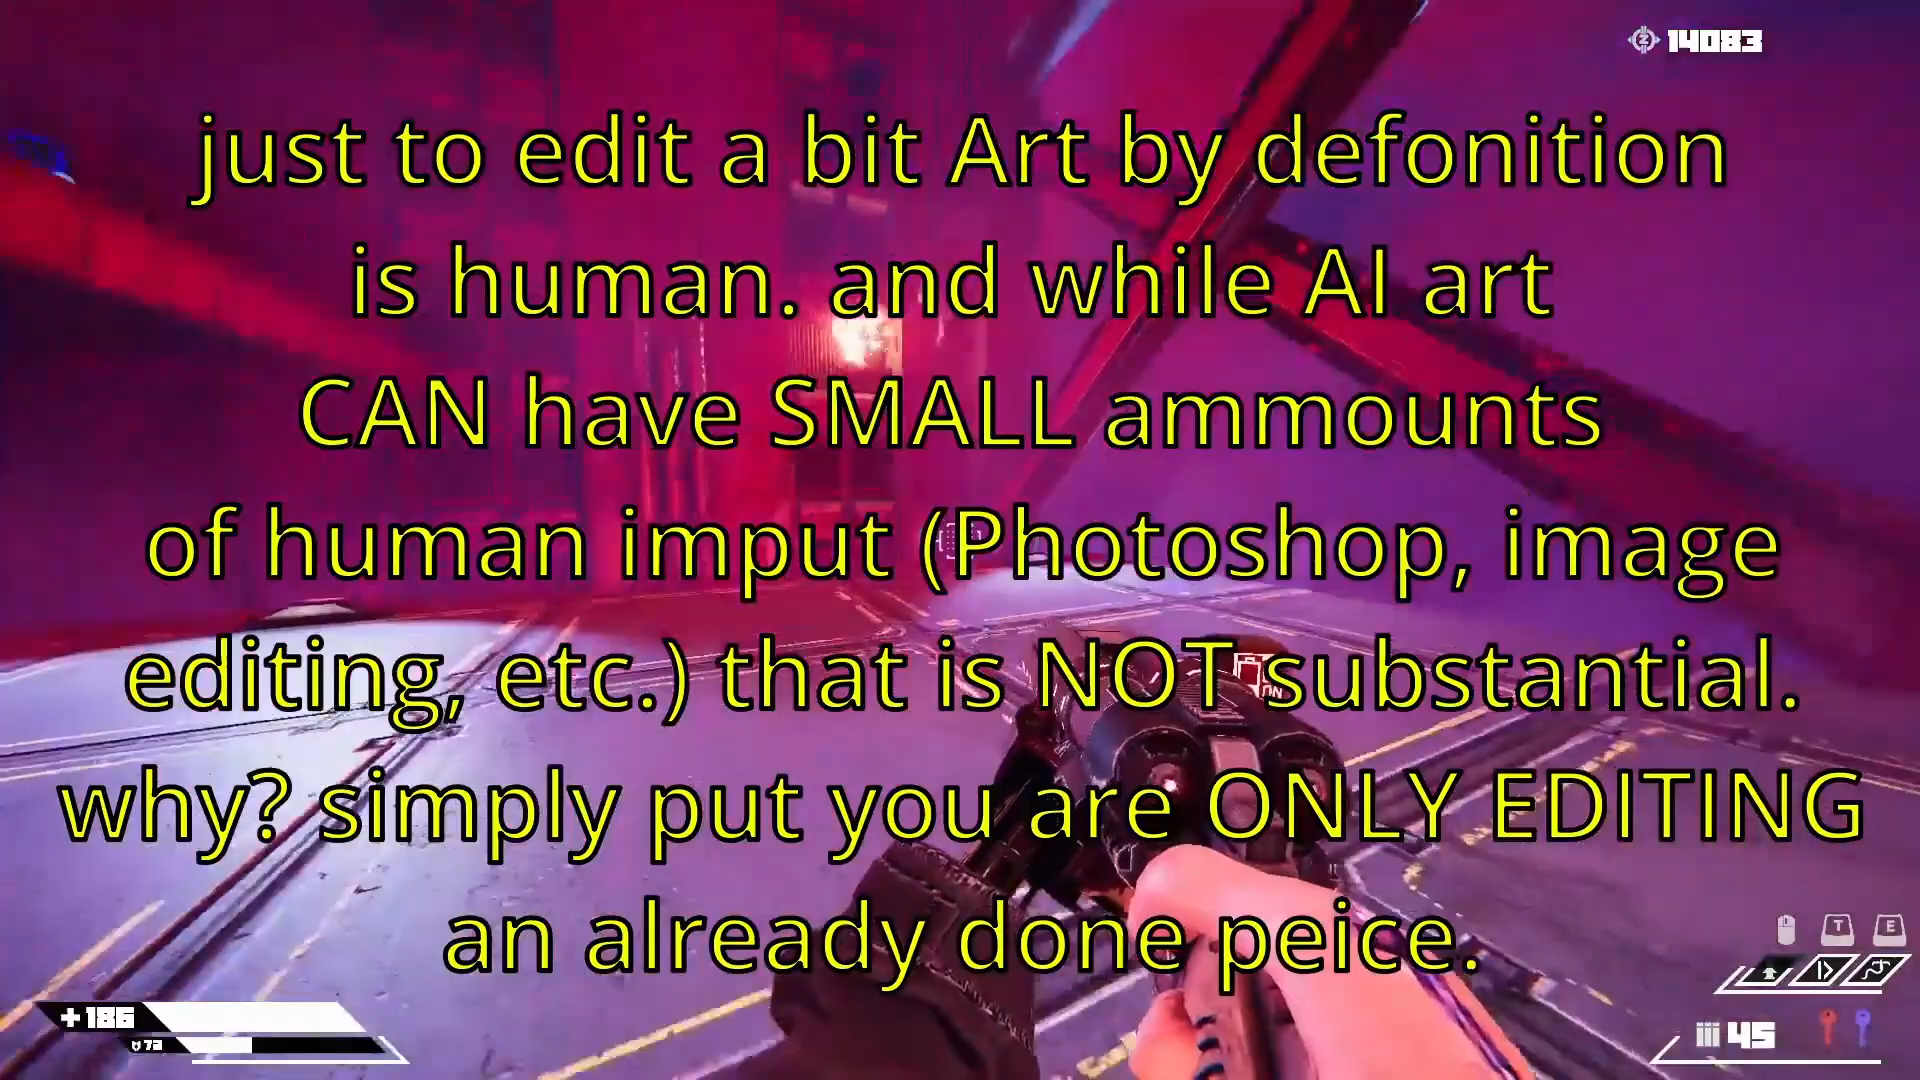 14083
just to edit a bit Art by defonition
is human. and while AI art
CAN have SMALL ammounts
of human imput (Photoshop, image
editing, etc.) that is NOT substantial.
why? simply put you are ONLY EDITING
an already done peice.
T E
+186
73
45